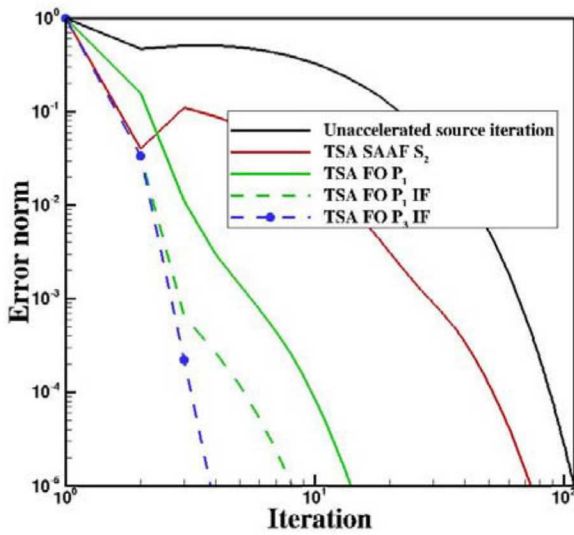 10⁰
10⁻¹
10⁻²
10⁻³
10⁻⁴
10⁻⁵
Error norm
Unaccelerated source iteration
TSA SAAF S₂
TSA FO P₁
TSA FO P₁ IF
TSA FO P₃ IF
10⁰
10¹
10²
Iteration